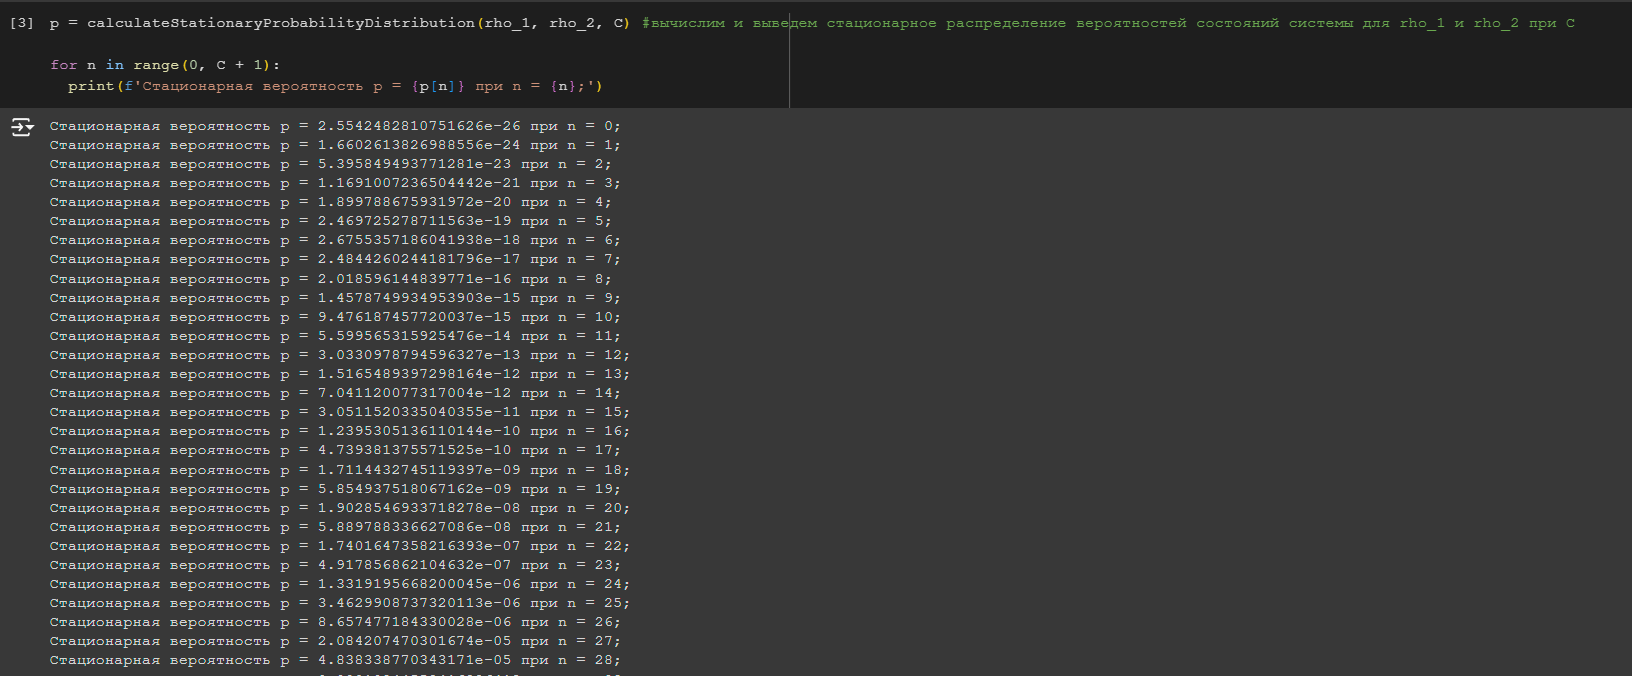 [3] p = calculateStationaryProbabilityDistribution(rho_1, rho_2, C) #вычислим и выведем стационарное распределение вероятностей состояний системы для rho_1 и rho_2 при C
for n in range(0, C + 1):
print(f'Стационарная вероятность p = {p[n]} при n = {n};')
Стационарная вероятность p = 2.5542482810751626e-26 при n = 0;
Стационарная вероятность p = 1.6602613826988556e-24 при n = 1;
Стационарная вероятность p = 5.395849493771281e-23 при n = 2;
Стационарная вероятность p = 1.1691007236504442e-21 при n = 3;
Стационарная вероятность p = 1.899788675931972e-20 при n = 4;
Стационарная вероятность p = 2.469725278711563e-19 при n = 5;
Стационарная вероятность p = 2.6755357186041938e-18 при n = 6;
Стационарная вероятность p = 2.4844260244181796e-17 при n = 7;
Стационарная вероятность p = 2.018596144839771e-16 при n = 8;
Стационарная вероятность p = 1.4578749934953903e-15 при n = 9;
Стационарная вероятность p = 9.476187457720037e-15 при n = 10;
Стационарная вероятность p = 5.599565315925476e-14 при n = 11;
Стационарная вероятность p = 3.0330978794596327e-13 при n = 12;
Стационарная вероятность p = 1.5165489397298164e-12 при n = 13;
Стационарная вероятность p = 7.041120077317004e-12 при n = 14;
Стационарная вероятность p = 3.0511520335040355e-11 при n = 15;
Стационарная вероятность p = 1.2395305136110144e-10 при n = 16;
Стационарная вероятность p = 4.739381375571525e-10 при n = 17;
Стационарная вероятность p = 1.7114432745119397e-09 при n = 18;
Стационарная вероятность p = 5.854937518067162e-09 при n = 19;
Стационарная вероятность p = 1.9028546933718278e-08 при n = 20;
Стационарная вероятность p = 5.889788336627086e-08 при n = 21;
Стационарная вероятность p = 1.7401647358216393e-07 при n = 22;
Стационарная вероятность p = 4.917856862104632e-07 при n = 23;
Стационарная вероятность p = 1.3319195668200045e-06 при n = 24;
Стационарная вероятность p = 3.4629908737320113e-06 при n = 25;
Стационарная вероятность p = 8.657477184330028e-06 при n = 26;
Стационарная вероятность p = 2.084207470301674e-05 при n = 27;
Стационарная вероятность p = 4.838338770343171e-05 при n = 28;